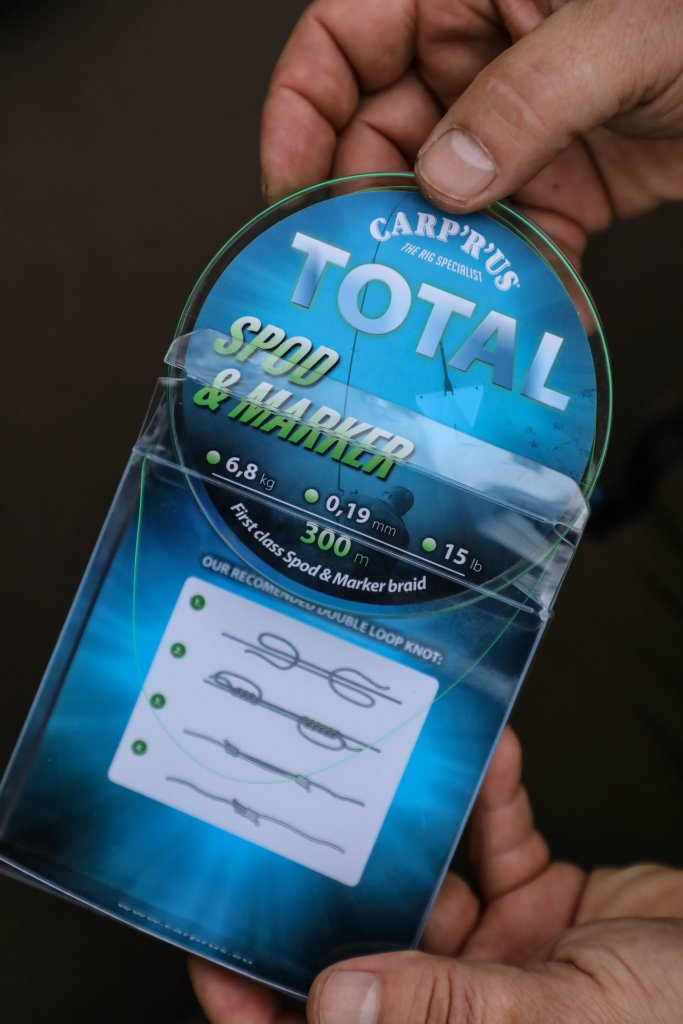 CARP'R'US
THE RIG SPECIALIST
TOTAL
SPOD
& MARKER
6,8 kg 0,19 mm 15 lb
300 m
First class Spod & Marker braid
OUR RECOMENDED DOUBLE LOOP KNOT:
1.
2.
3.
4.